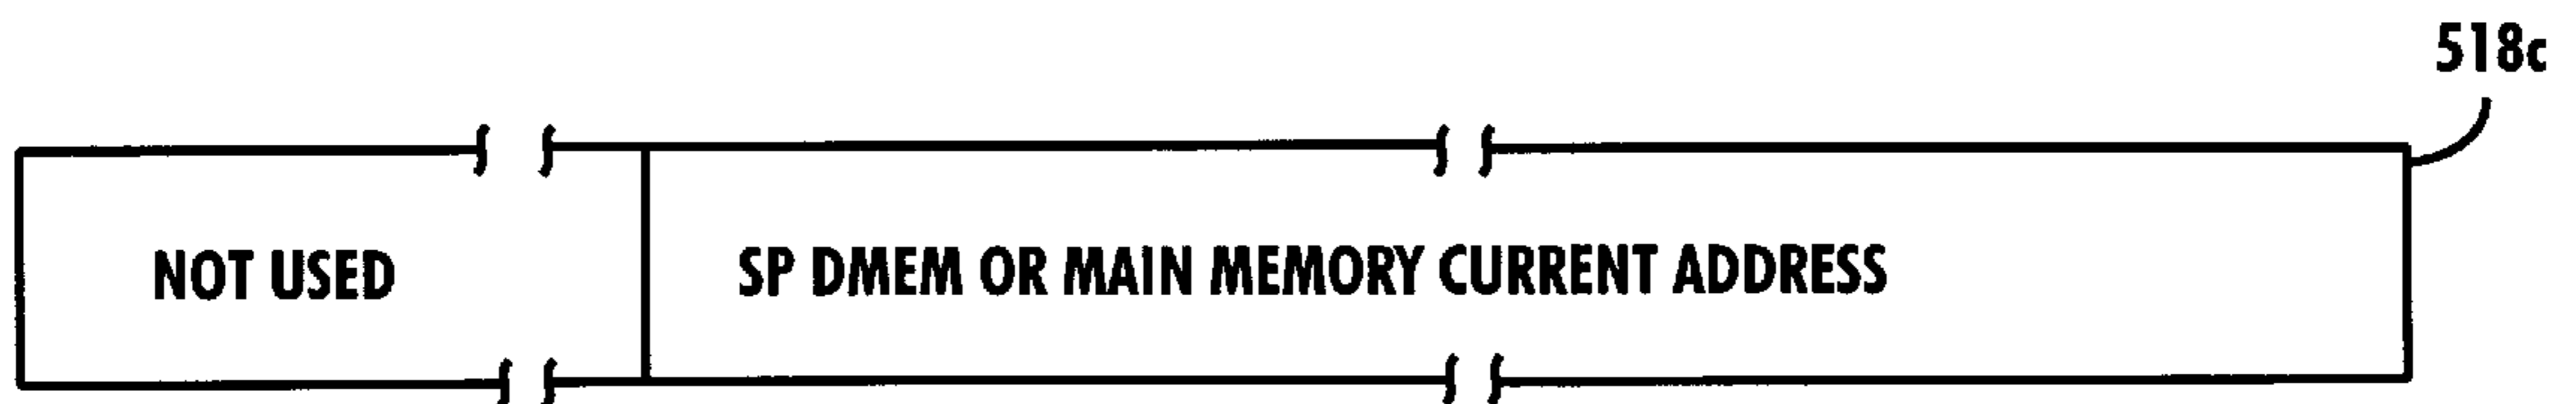 518c
NOT USED
SP DMEM OR MAIN MEMORY CURRENT ADDRESS